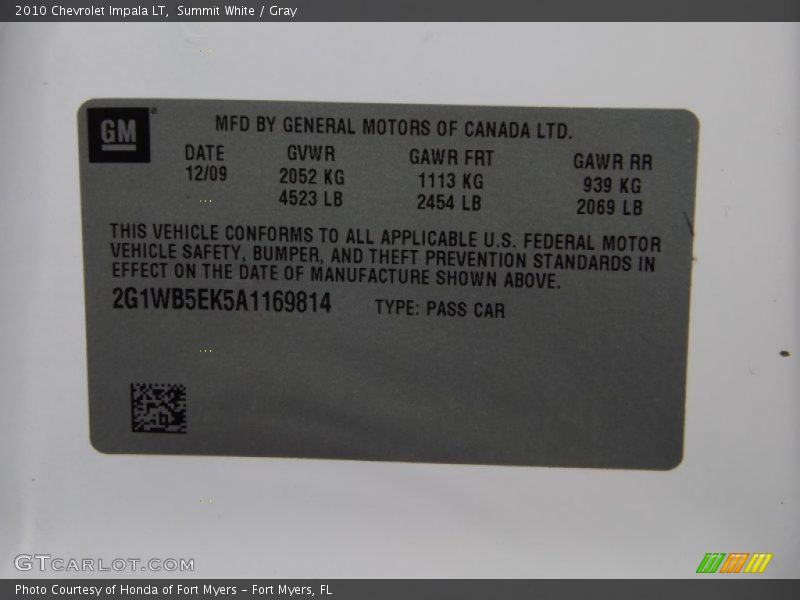 2010 Chevrolet Impala LT, Summit White / Gray
GM
MFD BY GENERAL MOTORS OF CANADA LTD.
DATE GVWR GAWR FRT GAWR RR
12/09 2052 KG 1113 KG 939 KG
4523 LB 2454 LB 2069 LB
THIS VEHICLE CONFORMS TO ALL APPLICABLE U.S. FEDERAL MOTOR
VEHICLE SAFETY, BUMPER, AND THEFT PREVENTION STANDARDS IN
EFFECT ON THE DATE OF MANUFACTURE SHOWN ABOVE.
2G1WB5EK5A1169814 TYPE: PASS CAR
GTCARLOT.COM
Photo Courtesy of Honda of Fort Myers – Fort Myers, FL